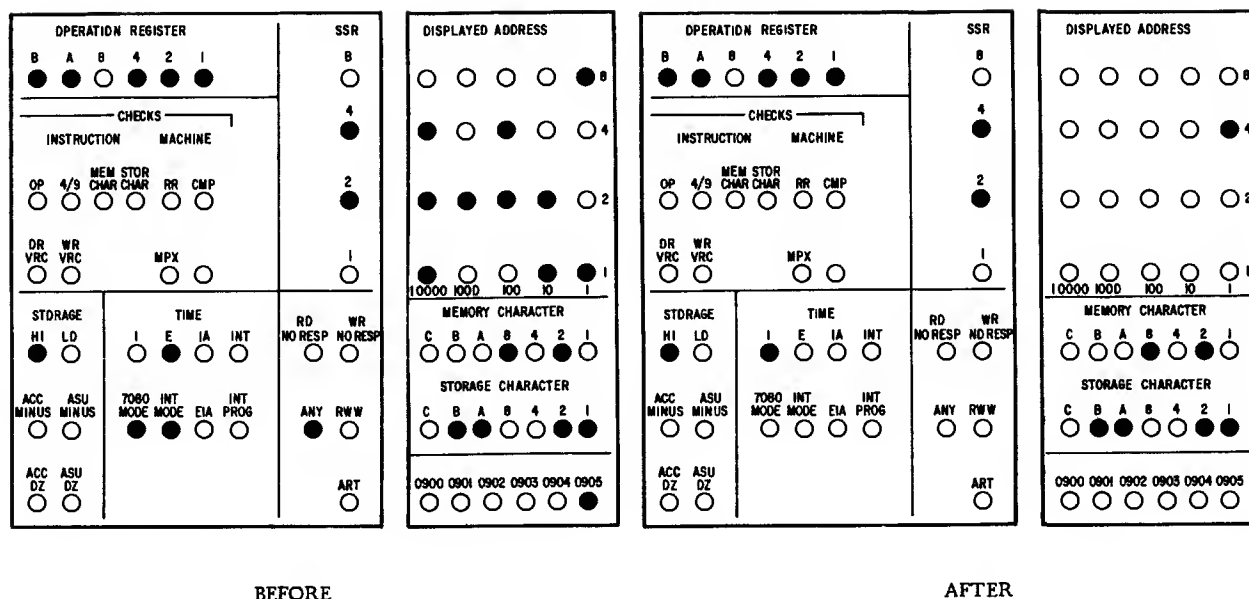 OPERATION REGISTER
B A 8 4 2 1
CHECKS
INSTRUCTION MACHINE
OP 4/9 MEM CHAR STOR CHAR RR CMP
DR VRC WR VRC MPX
SSR
8
4
2
1
STORAGE
HI LO
ACC MINUS ASU MINUS
ACC DZ ASU DZ
TIME
I E IA INT
7080 MODE INT MODE EIA INT PROG
RD NO RESP WR NO RESP
ANY RWW
ART
DISPLAYED ADDRESS
8
4
2
1
10000 1000 100 10 1
MEMORY CHARACTER
C B A 8 4 2 1
STORAGE CHARACTER
C B A 8 4 2 1
0900 0901 0902 0903 0904 0905
OPERATION REGISTER
B A 8 4 2 1
CHECKS
INSTRUCTION MACHINE
OP 4/9 MEM CHAR STOR CHAR RR CMP
DR VRC WR VRC MPX
SSR
8
4
2
1
STORAGE
HI LO
ACC MINUS ASU MINUS
ACC DZ ASU DZ
TIME
I E IA INT
7080 MODE INT MODE EIA INT PROG
RD NO RESP WR NO RESP
ANY RWW
ART
DISPLAYED ADDRESS
8
4
2
1
10000 1000 100 10 1
MEMORY CHARACTER
C B A 8 4 2 1
STORAGE CHARACTER
C B A 8 4 2 1
0900 0901 0902 0903 0904 0905
BEFORE
AFTER